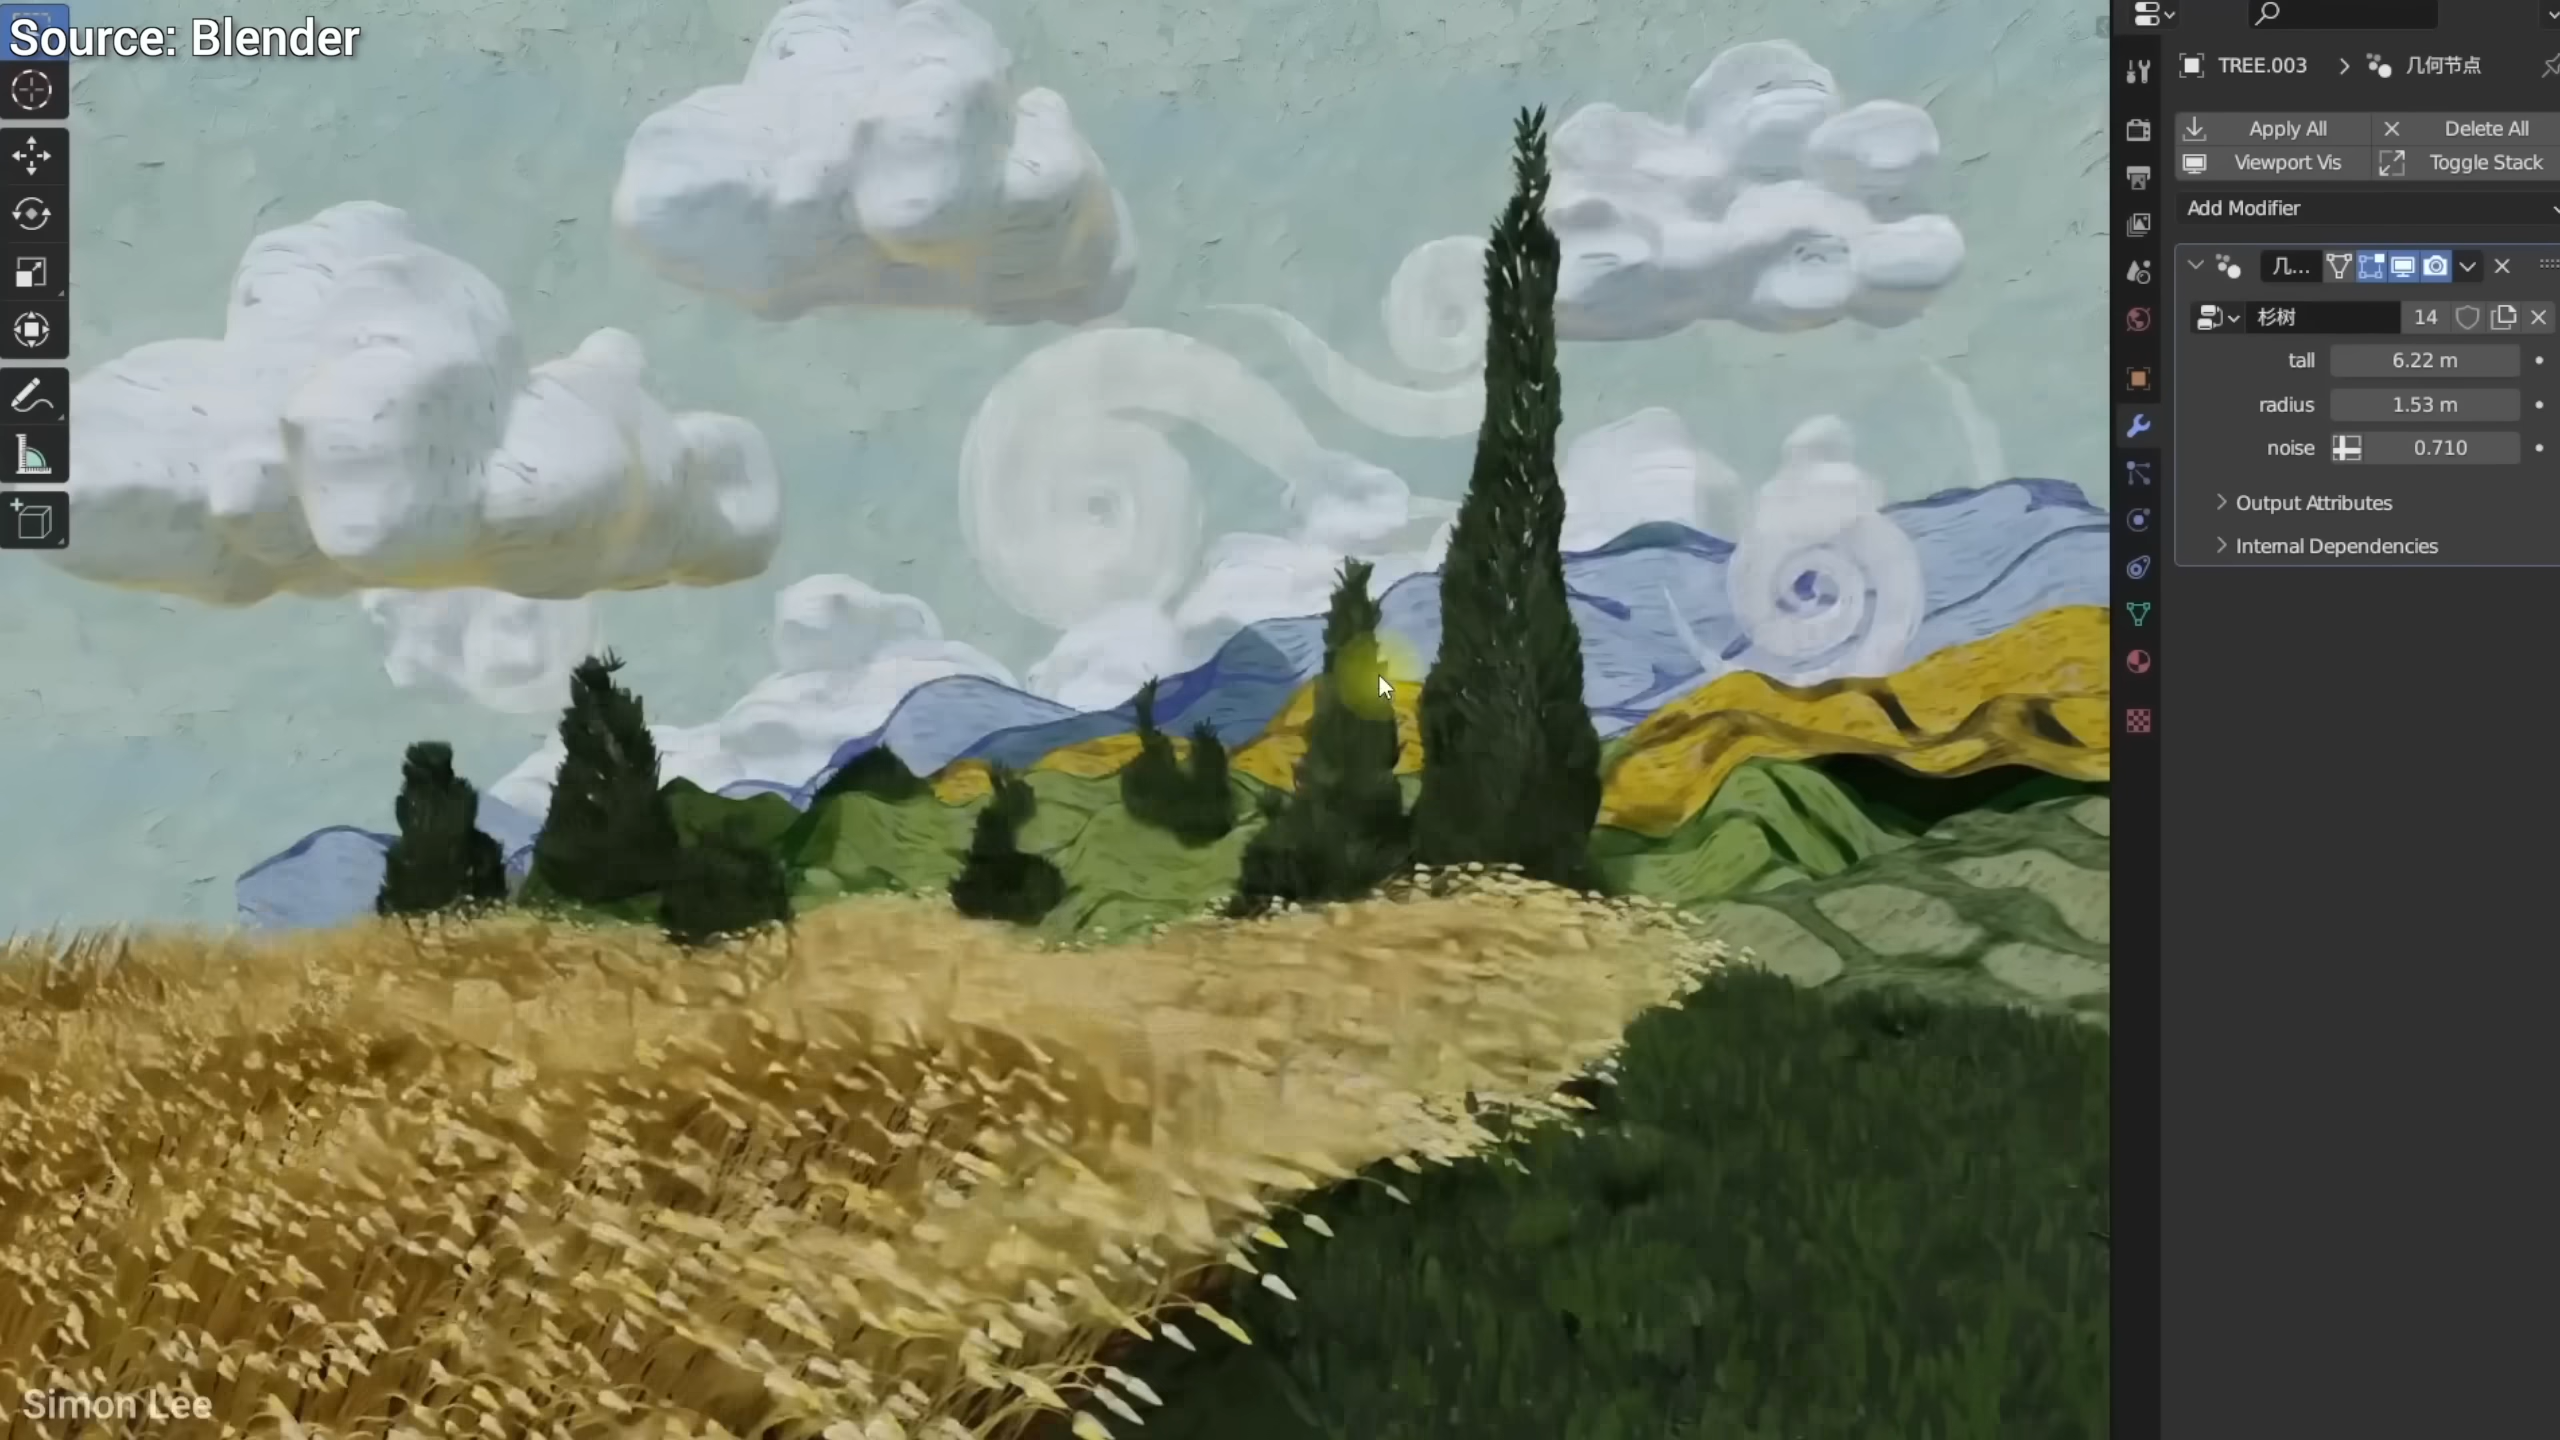 Source: Blender
TREE.003 > 几何节点
Apply All
Delete All
Viewport Vis
Toggle Stack
Add Modifier
几...
杉树 14
tall 6.22 m
radius 1.53 m
noise 0.710
Output Attributes
Internal Dependencies
Simon Lee